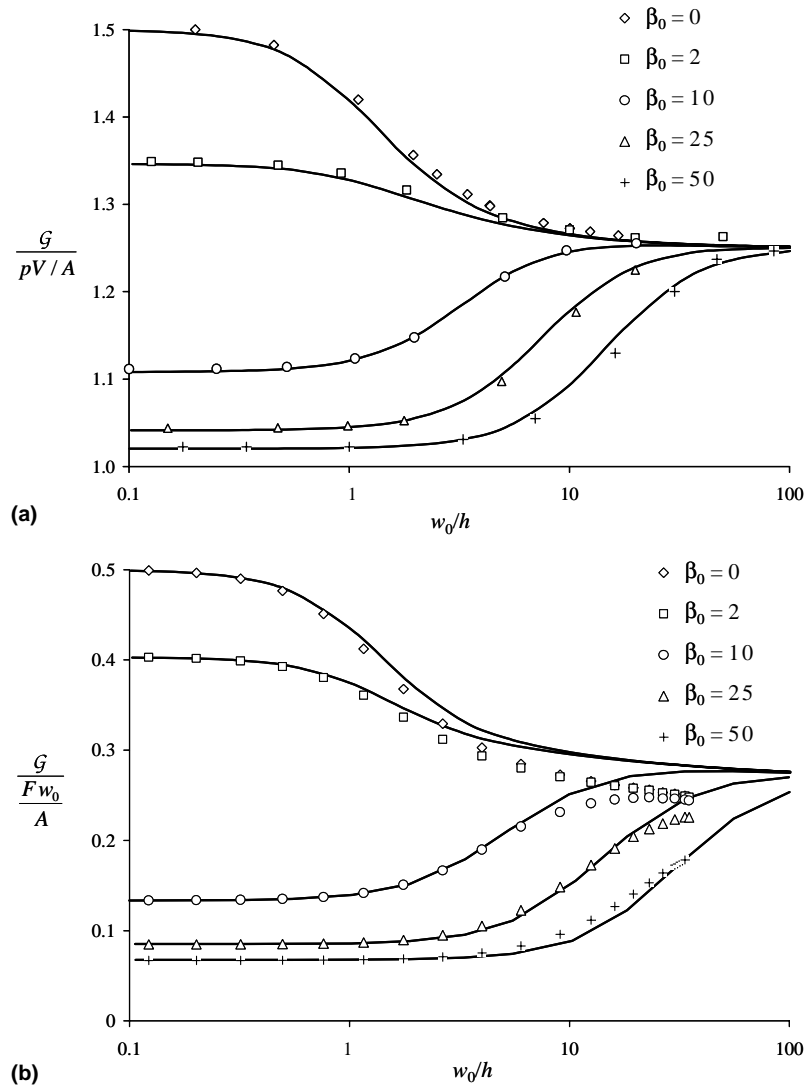 1.5
1.4
1.3
1.2
1.1
1.0
𝒢
pV / A
β₀ = 0
β₀ = 2
β₀ = 10
β₀ = 25
β₀ = 50
0.1 1 10 100
w₀/h
(a)
0.5
0.4
0.3
0.2
0.1
0
𝒢
F w₀
A
β₀ = 0
β₀ = 2
β₀ = 10
β₀ = 25
β₀ = 50
0.1 1 10 100
w₀/h
(b)